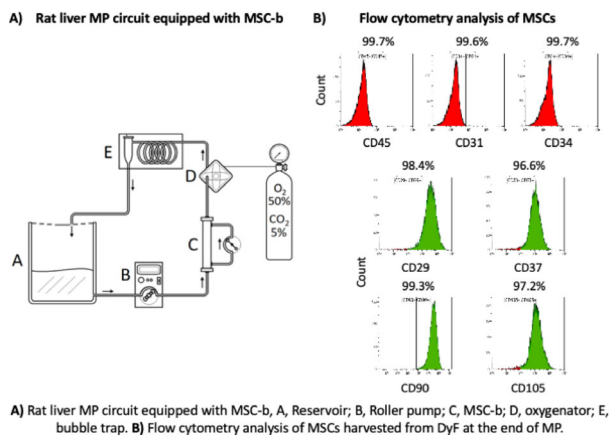 A) Rat liver MP circuit equipped with MSC-b
B) Flow cytometry analysis of MSCs
99.7%
99.6%
99.7%
Count
CD45
CD31
CD34
E
D
O2
50%
CO2
5%
C
A
B
98.4%
96.6%
Count
CD29
CD37
99.3%
97.2%
CD90
CD105
A) Rat liver MP circuit equipped with MSC-b, A, Reservoir; B, Roller pump; C, MSC-b; D, oxygenator; E,
bubble trap. B) Flow cytometry analysis of MSCs harvested from DyF at the end of MP.